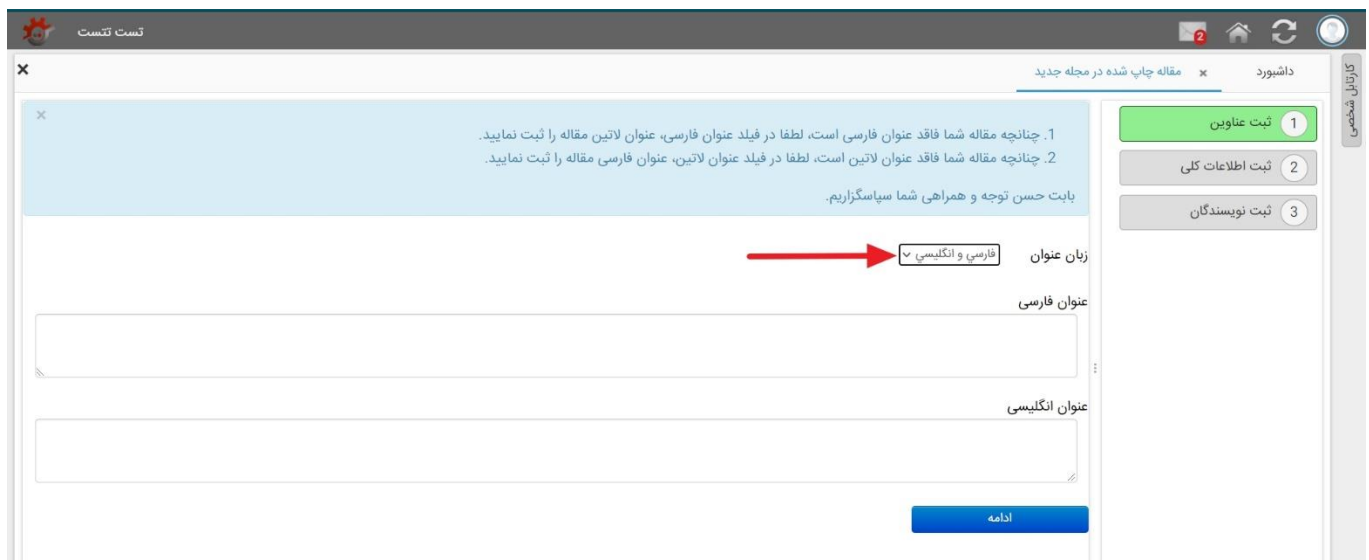 تست تتست
2
کارتابل شخصی
داشبورد
مقاله چاپ شده در مجله جدید ×
×
1 ثبت عناوین
2 ثبت اطلاعات کلی
3 ثبت نویسندگان
×
1. چنانچه مقاله شما فاقد عنوان فارسی است، لطفا در فیلد عنوان فارسی، عنوان لاتین مقاله را ثبت نمایید.
2. چنانچه مقاله شما فاقد عنوان لاتین است، لطفا در فیلد عنوان لاتین، عنوان فارسی مقاله را ثبت نمایید.
بابت حسن توجه و همراهی شما سپاسگزاریم.
زبان عنوان فارسي و انگليسي
عنوان فارسی
عنوان انگلیسی
ادامه